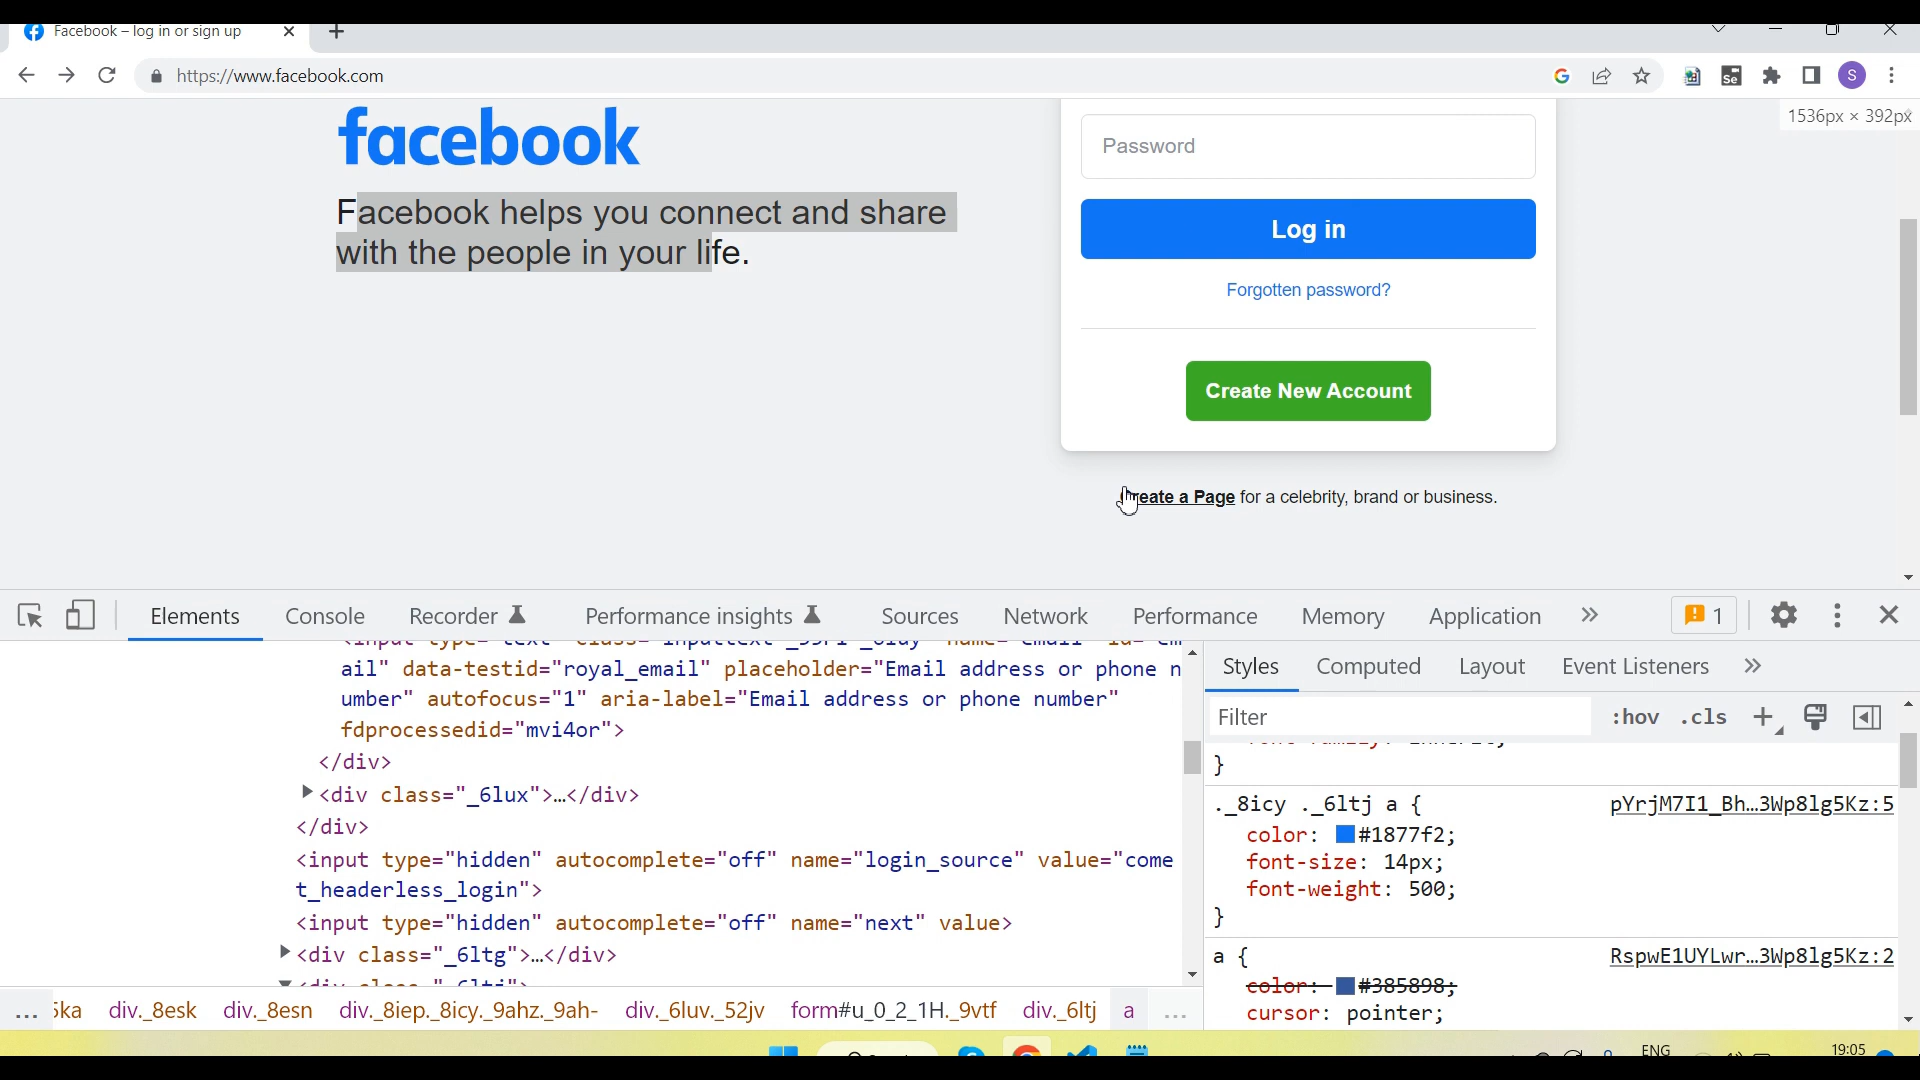 Facebook – log in or sign up
https://www.facebook.com
Se
S
1536px × 392px
facebook
Facebook helps you connect and share
with the people in your life.
Password
Log in
Forgotten password?
Create New Account
Create a Page for a celebrity, brand or business.
Elements Console Recorder Performance insights Sources Network Performance Memory Application » 1
ail" data-testid="royal_email" placeholder="Email address or phone n
umber" autofocus="1" aria-label="Email address or phone number"
fdprocessedid="mvi4or">
</div>
<div class="_6lux">…</div>
</div>
<input type="hidden" autocomplete="off" name="login_source" value="come
t_headerless_login">
<input type="hidden" autocomplete="off" name="next" value>
<div class="_6ltg">…</div>
... 5ka div._8esk div._8esn div._8iep._8icy._9ahz._9ah- div._6luv._52jv form#u_0_2_1H._9vtf div._6ltj a ...
Styles Computed Layout Event Listeners »
Filter :hov .cls +
}
._8icy ._6ltj a { pYrjM7I1_Bh…3Wp8lg5Kz:5
color: #1877f2;
font-size: 14px;
font-weight: 500;
}
a { RspwE1UYLwr…3Wp8lg5Kz:2
color: #385898;
cursor: pointer;
ENG
19:05